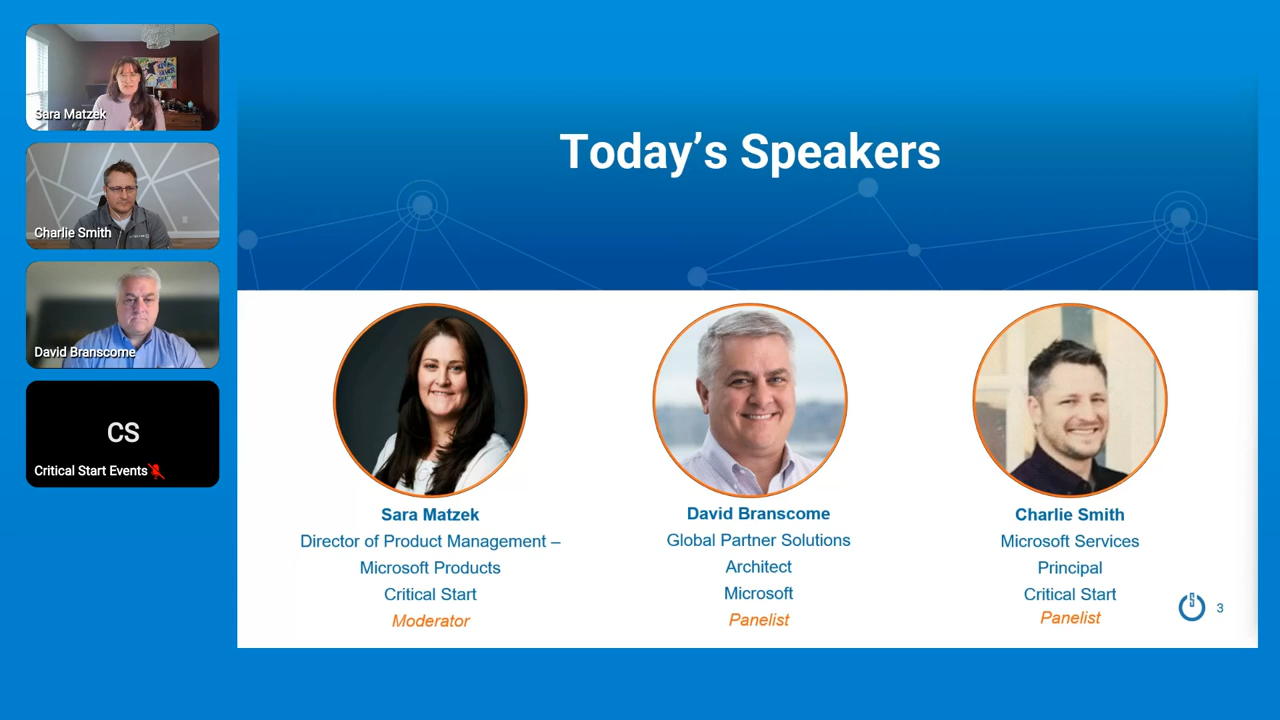 Sara Matzek
Charlie Smith
David Branscome
CS
Critical Start Events
Today's Speakers
Sara Matzek
Director of Product Management –
Microsoft Products
Critical Start
Moderator
David Branscome
Global Partner Solutions
Architect
Microsoft
Panelist
Charlie Smith
Microsoft Services
Principal
Critical Start
Panelist
3